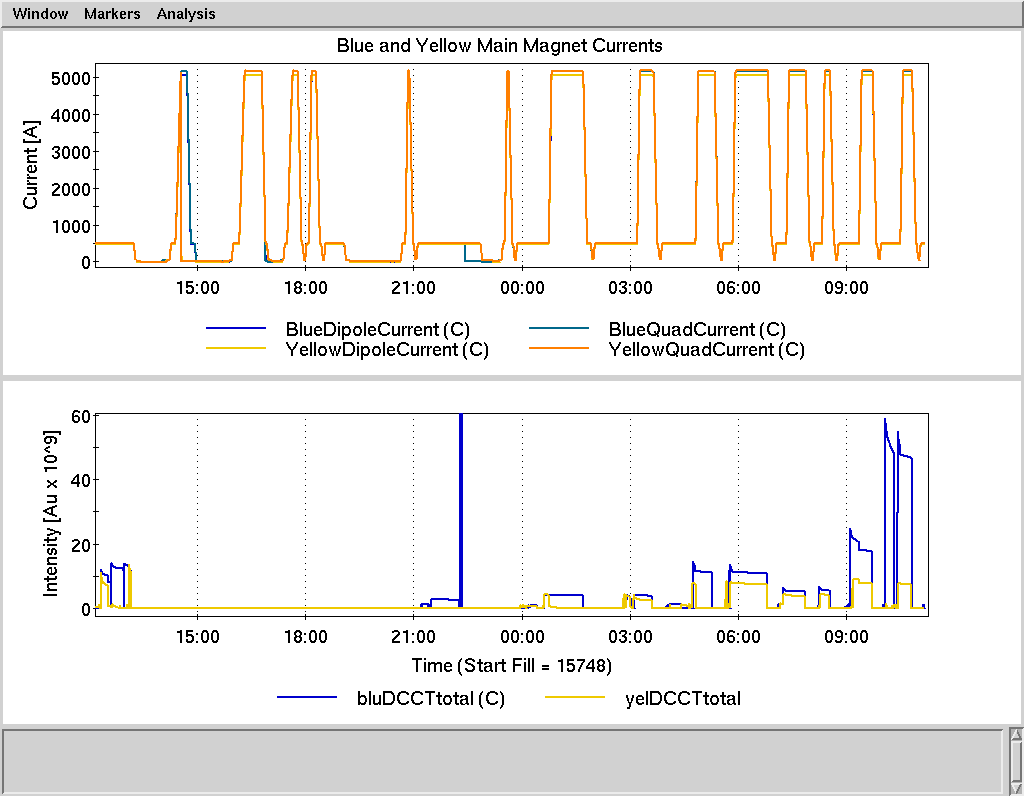 Window Markers Analysis
Blue and Yellow Main Magnet Currents
Current [A]
5000
4000
3000
2000
1000
0
15:00 18:00 21:00 00:00 03:00 06:00 09:00
BlueDipoleCurrent (C) BlueQuadCurrent (C)
YellowDipoleCurrent (C) YellowQuadCurrent (C)
Intensity [Au x 10^9]
60
40
20
0
15:00 18:00 21:00 00:00 03:00 06:00 09:00
Time (Start Fill = 15748)
bluDCCTtotal (C) yelDCCTtotal